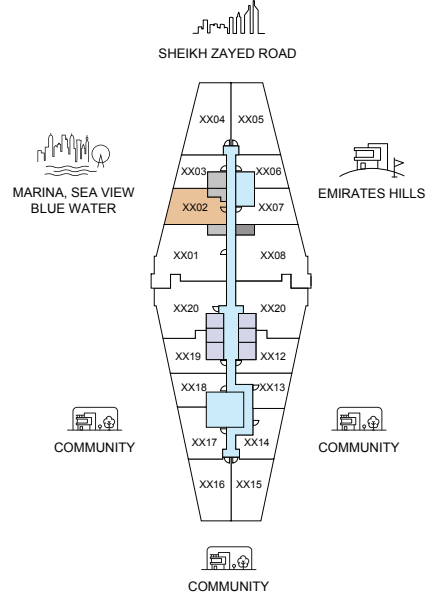 SHEIKH ZAYED ROAD
XX04
XX05
MARINA, SEA VIEW
BLUE WATER
EMIRATES HILLS
XX03
XX06
XX02
XX07
XX01
XX08
XX20
XX20
XX19
XX12
XX18
XX13
COMMUNITY
COMMUNITY
XX17
XX14
XX16
XX15
COMMUNITY